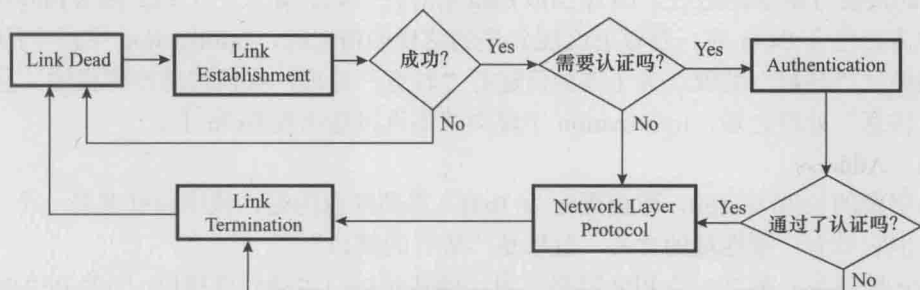 Link Dead
Link
Establishment
成功？
Yes
需要认证吗？
Yes
Authentication
No
No
Link
Termination
Network-Layer
Protocol
Yes
通过了认证吗？
No